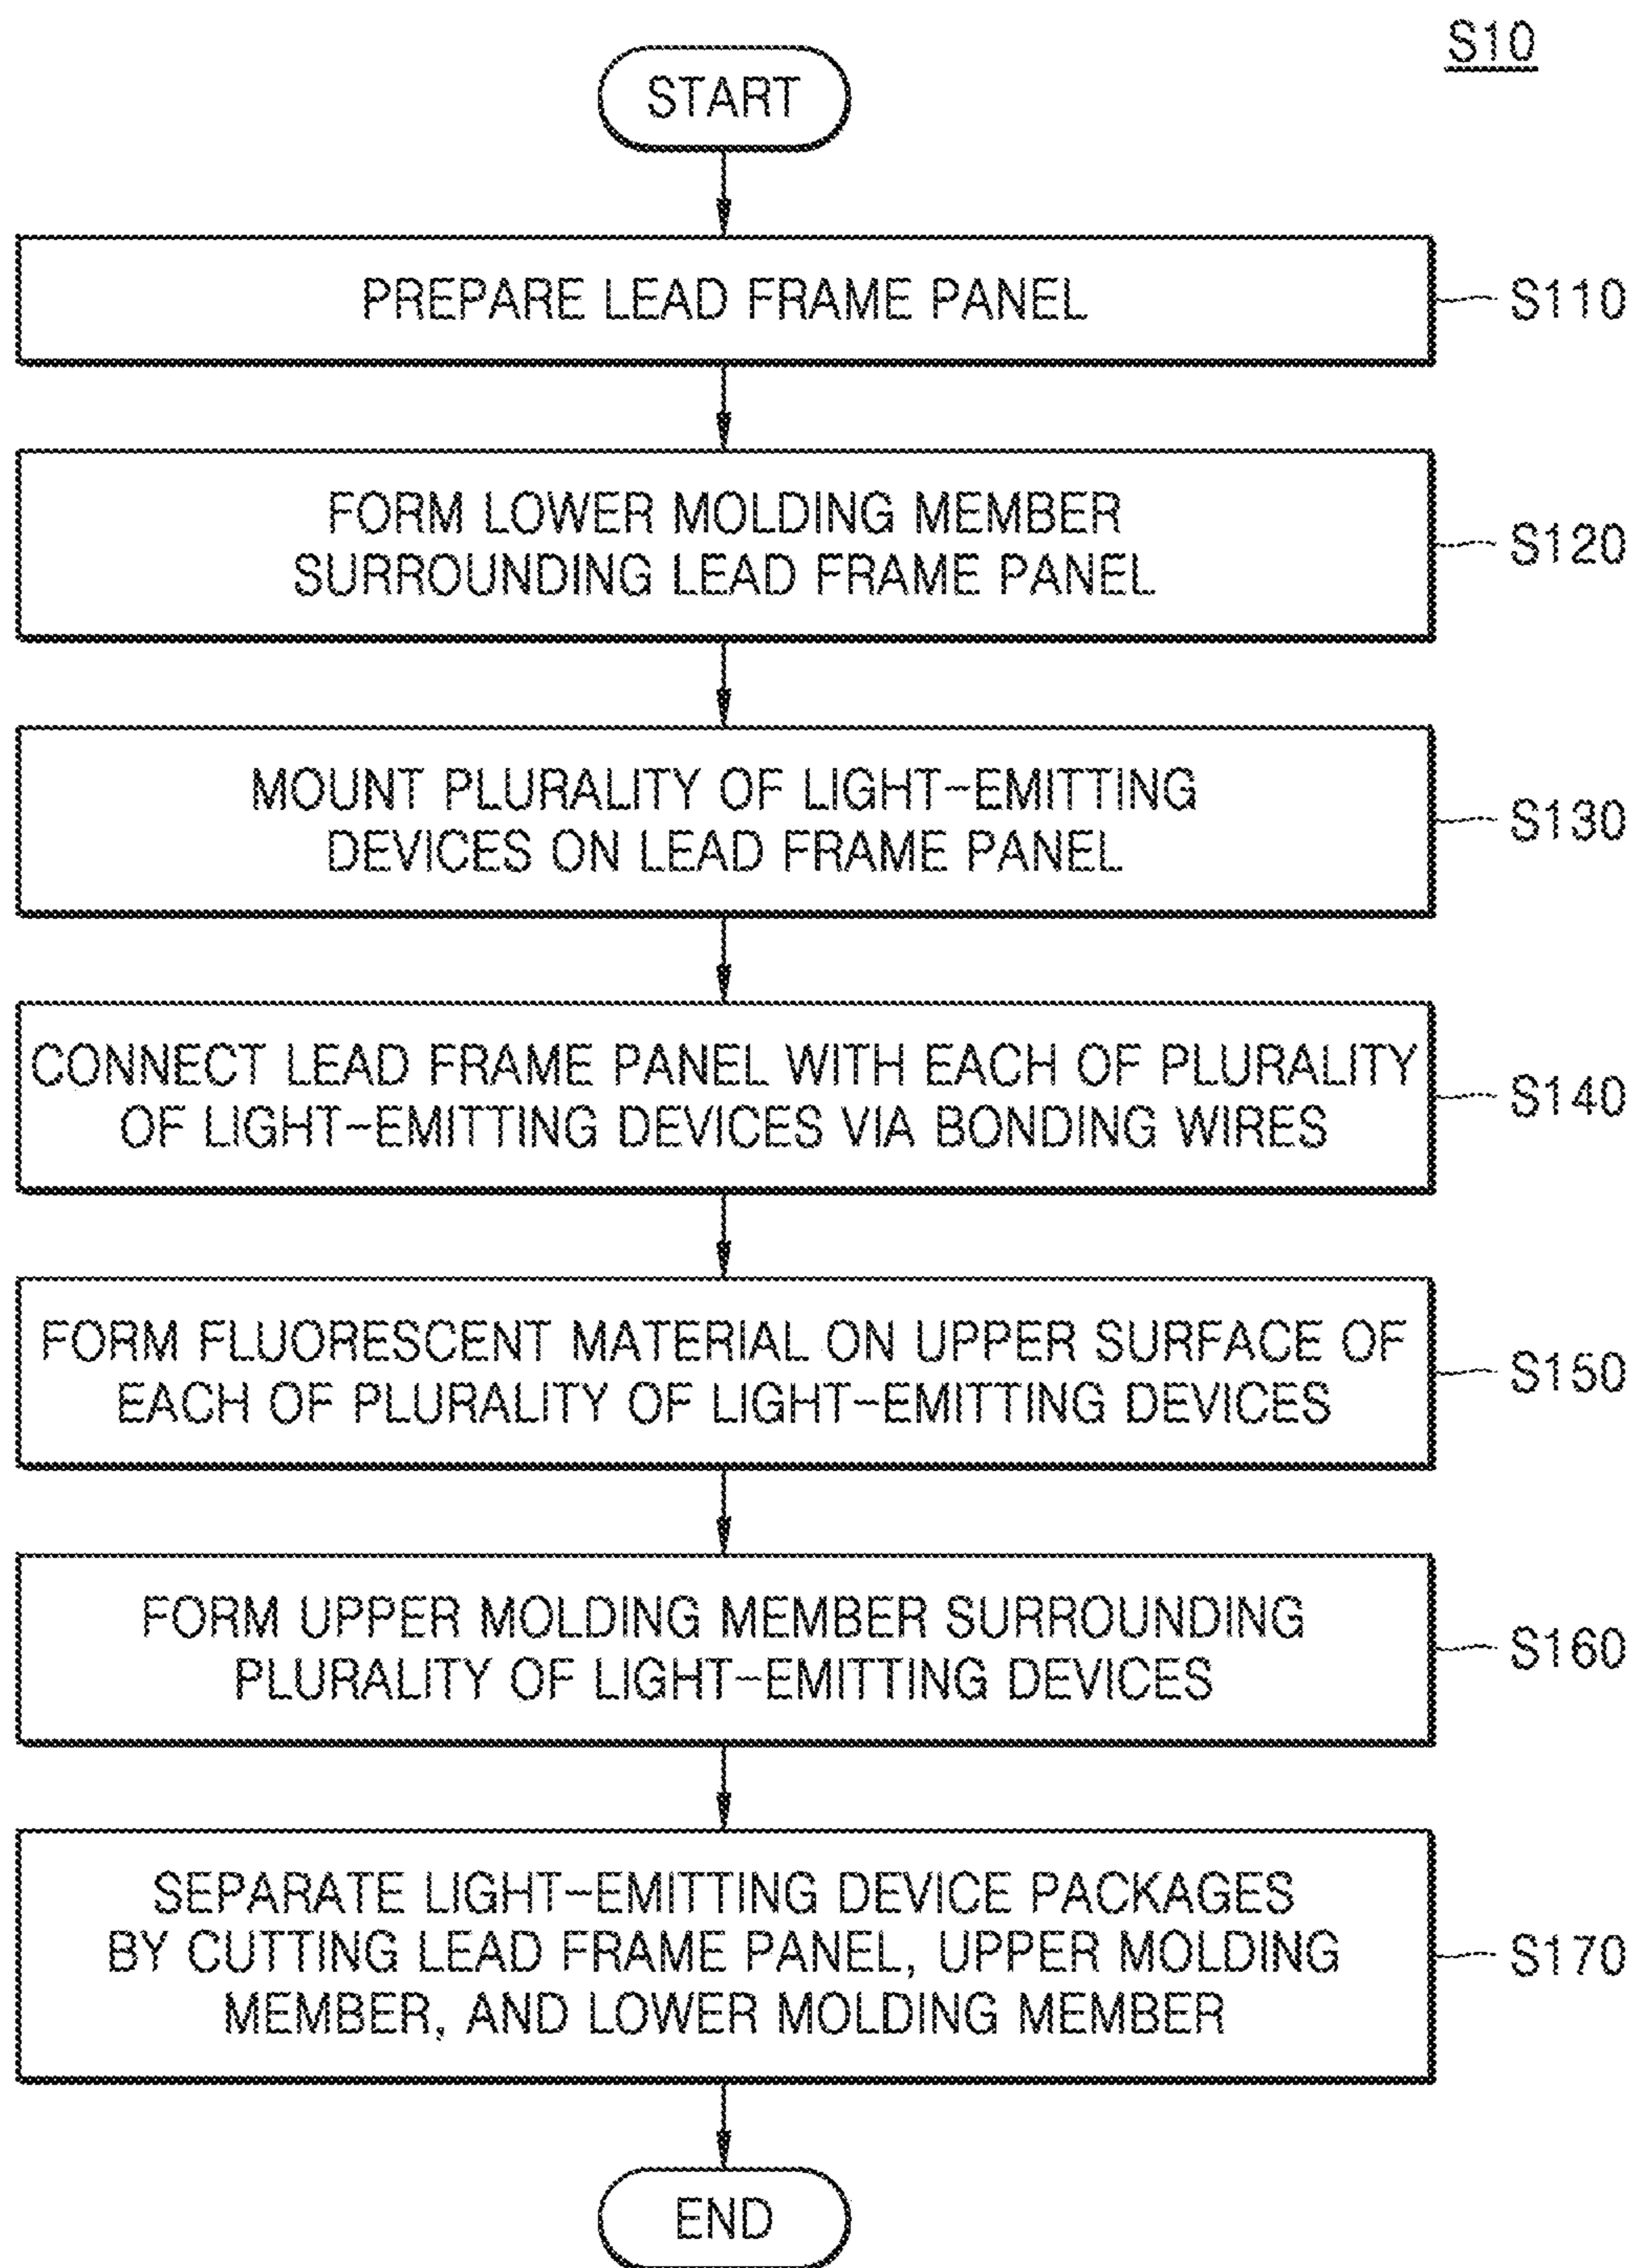 S10
START
PREPARE LEAD FRAME PANEL
S110
FORM LOWER MOLDING MEMBER
SURROUNDING LEAD FRAME PANEL
S120
MOUNT PLURALITY OF LIGHT-EMITTING
DEVICES ON LEAD FRAME PANEL
S130
CONNECT LEAD FRAME PANEL WITH EACH OF PLURALITY
OF LIGHT-EMITTING DEVICES VIA BONDING WIRES
S140
FORM FLUORESCENT MATERIAL ON UPPER SURFACE OF
EACH OF PLURALITY OF LIGHT-EMITTING DEVICES
S150
FORM UPPER MOLDING MEMBER SURROUNDING
PLURALITY OF LIGHT-EMITTING DEVICES
S160
SEPARATE LIGHT-EMITTING DEVICE PACKAGES
BY CUTTING LEAD FRAME PANEL, UPPER MOLDING
MEMBER, AND LOWER MOLDING MEMBER
S170
END